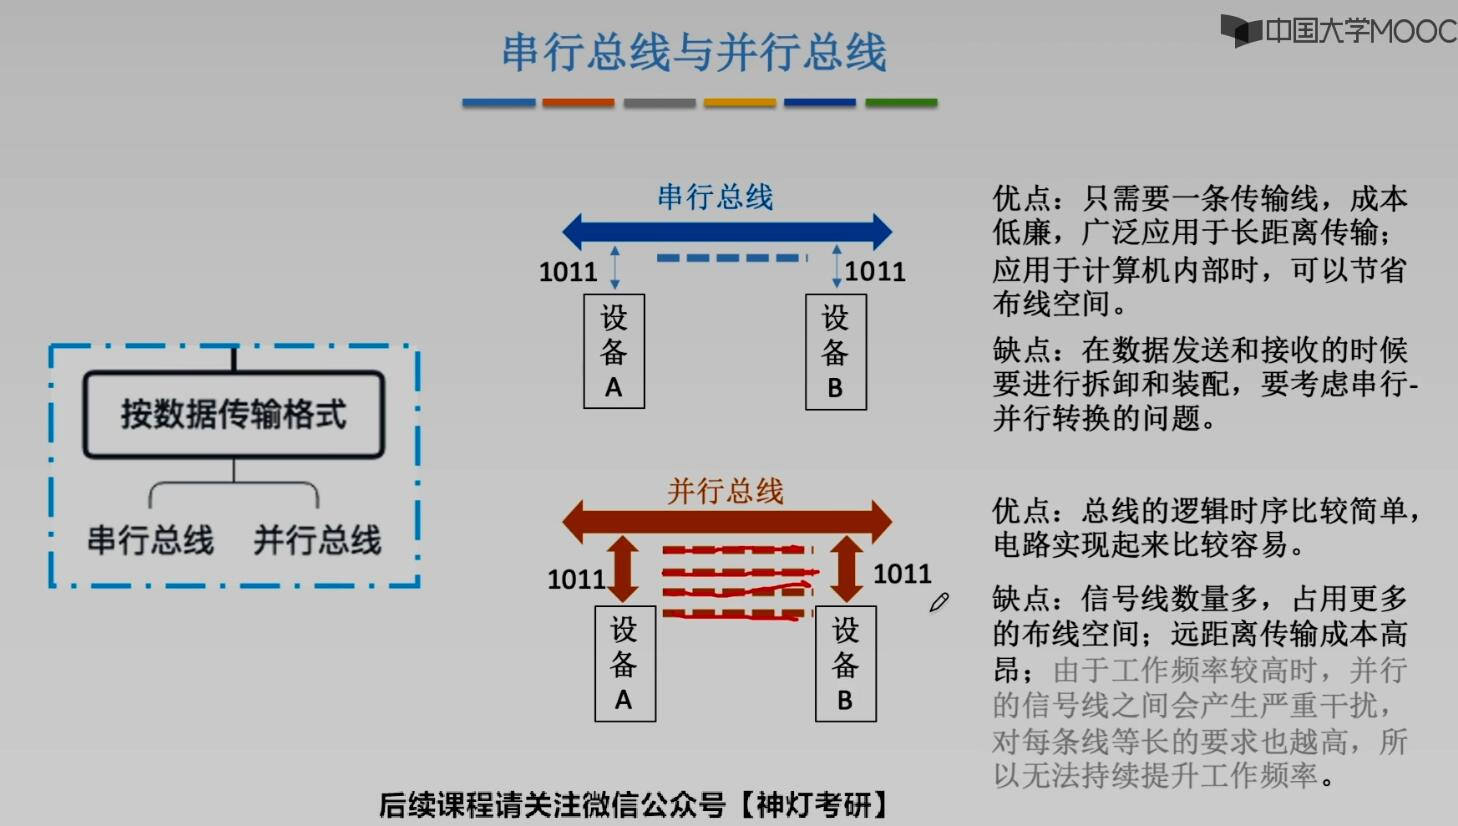 中国大学MOOC
串行总线与并行总线
按数据传输格式
串行总线 并行总线
串行总线
1011
1011
设备A
设备B
优点：只需要一条传输线，成本
低廉，广泛应用于长距离传输；
应用于计算机内部时，可以节省
布线空间。
缺点：在数据发送和接收的时候
要进行拆卸和装配，要考虑串行-
并行转换的问题。
并行总线
1011
1011
设备A
设备B
优点：总线的逻辑时序比较简单，
电路实现起来比较容易。
缺点：信号线数量多，占用更多
的布线空间；远距离传输成本高
昂；由于工作频率较高时，并行
的信号线之间会产生严重干扰，
对每条线等长的要求也越高，所
以无法持续提升工作频率。
后续课程请关注微信公众号【神灯考研】